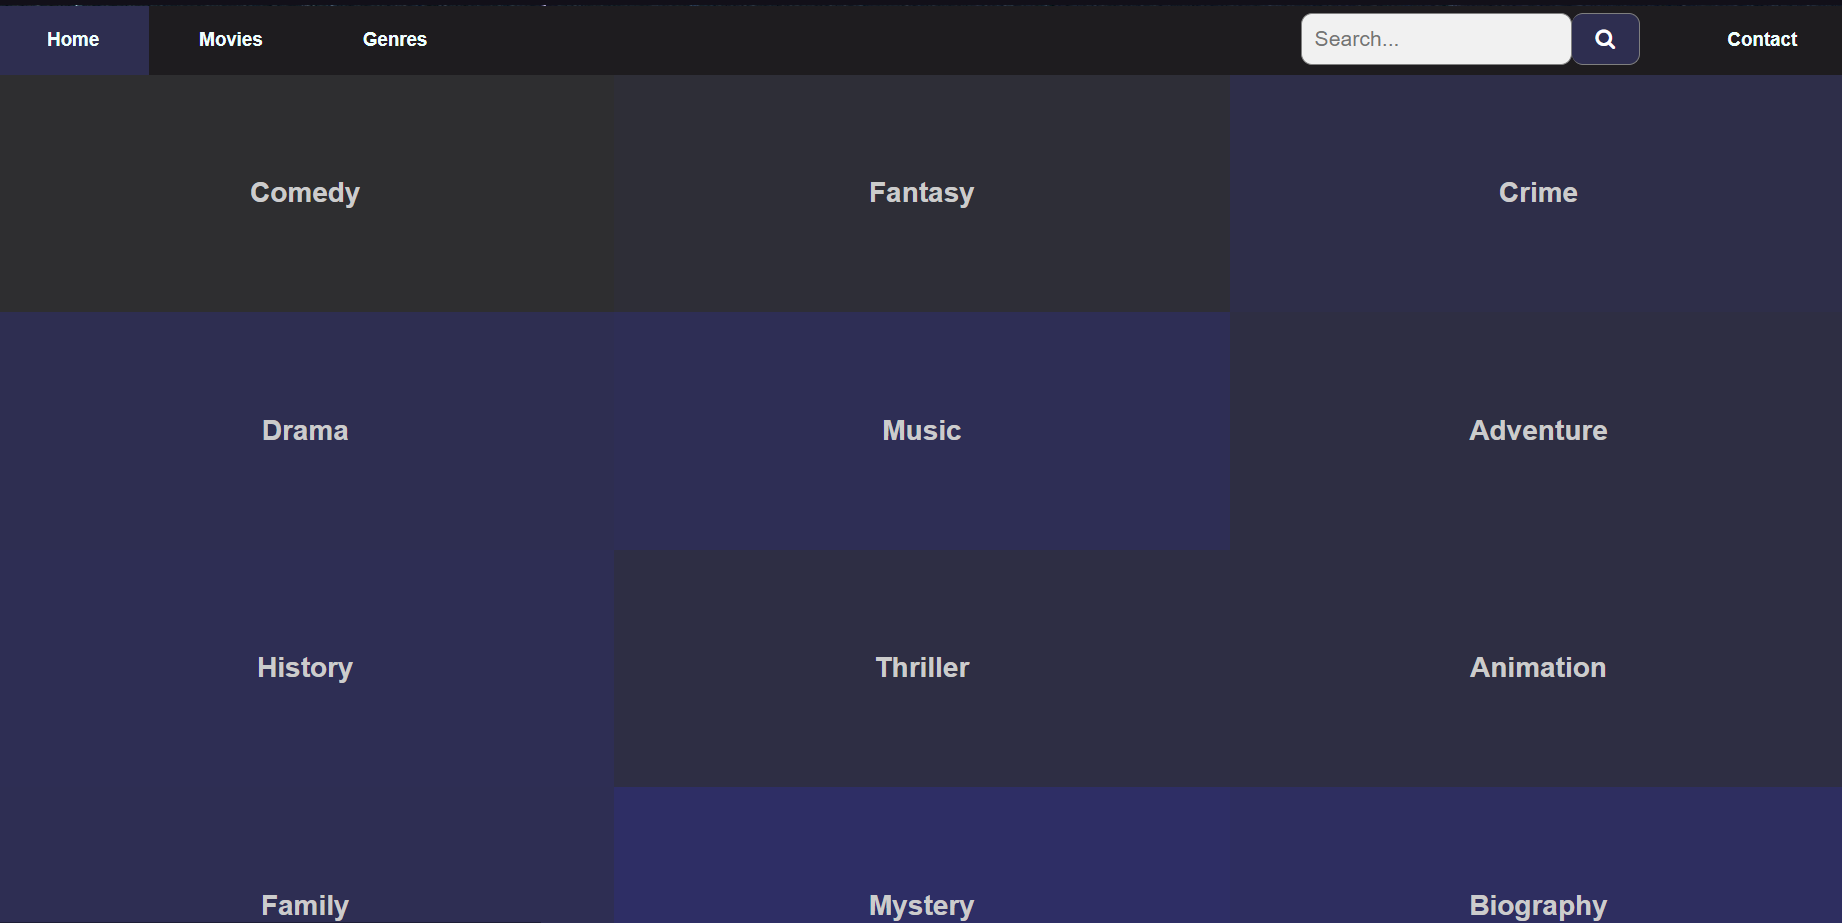 Home Movies Genres Search... Contact
Comedy Fantasy Crime
Drama Music Adventure
History Thriller Animation
Family Mystery Biography